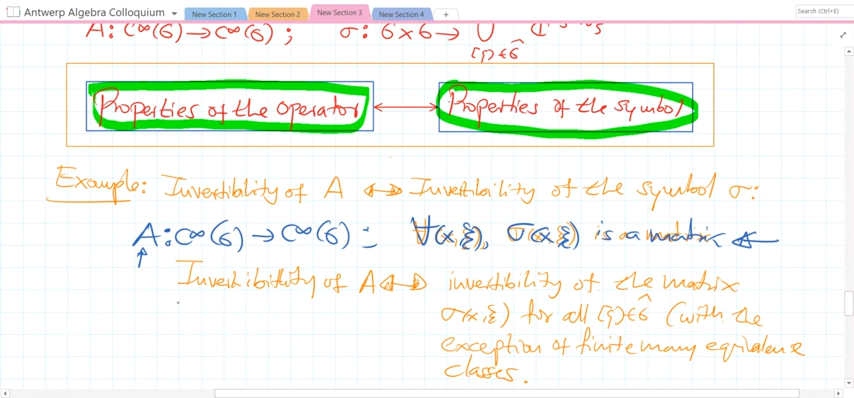 Antwerp Algebra Colloquium
New Section 1 New Section 2 New Section 3 New Section 4 +
Search (Ctrl+E)
A: C∞(G) → C∞(G) ; σ: G×Ĝ → ∪
[ξ]∈Ĝ
Properties of the operator ↔ Properties of the symbol
Example: Invertibility of A ↔ Invertibility of the symbol σ:
A: C∞(G) → C∞(G) : ∀(x,ξ), σ(x,ξ) is a matrix ←
Invertibility of A ↔ invertibility of the matrix
σ(x,ξ) for all [ξ]∈Ĝ (with the
exception of finite many equivalence
classes.